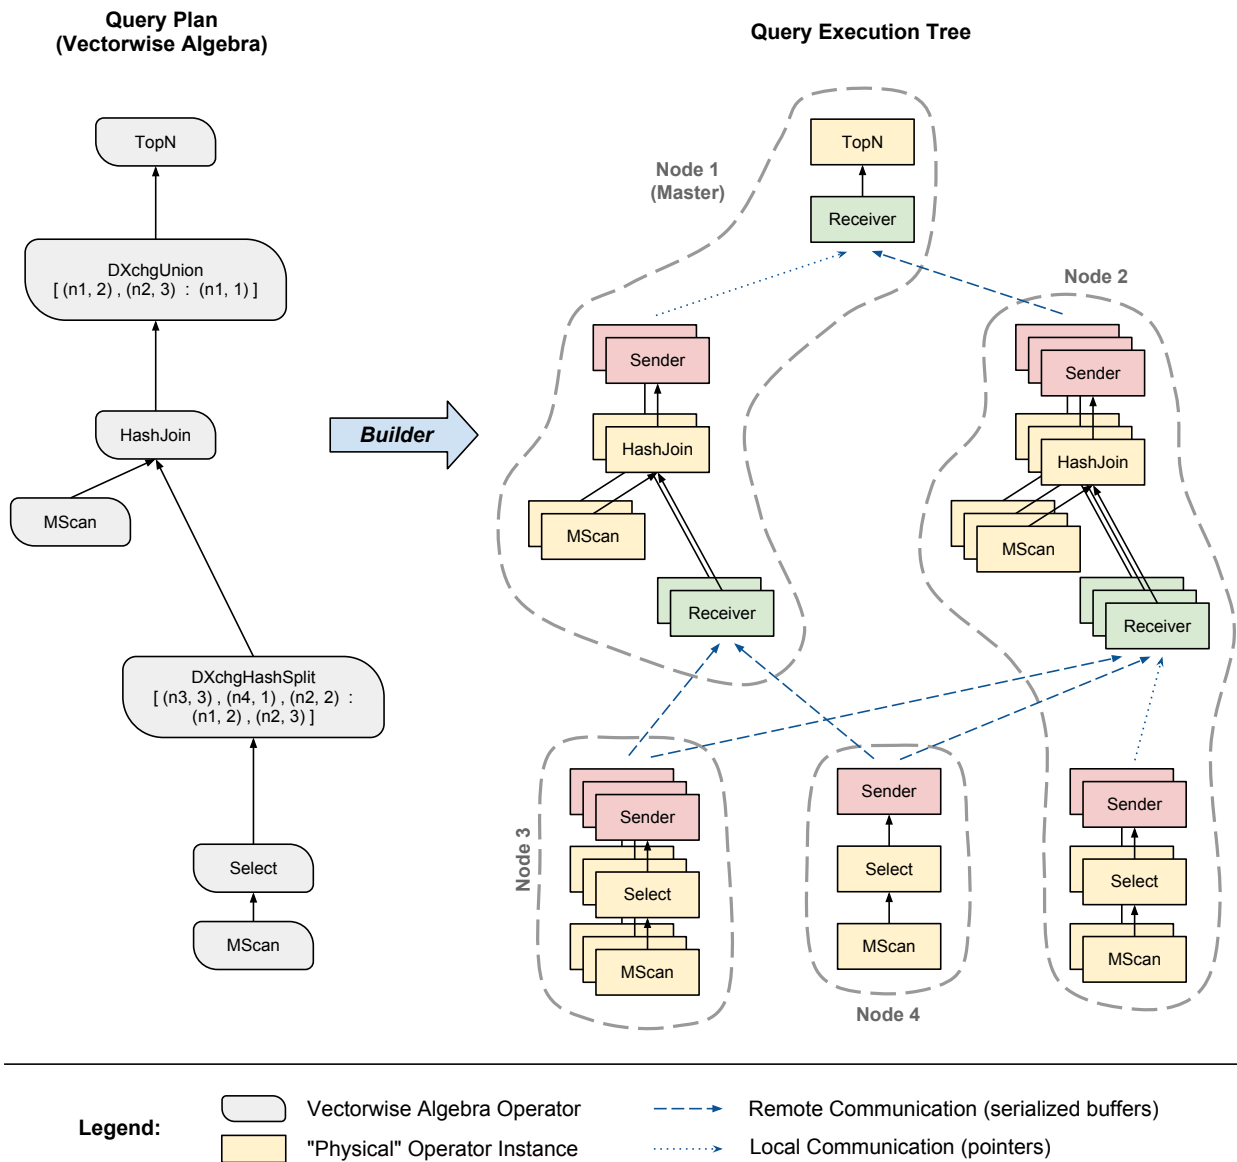 Query Plan
(Vectorwise Algebra)
TopN
DXchgUnion
[ (n1, 2) , (n2, 3)  :  (n1, 1) ]
HashJoin
MScan
DXchgHashSplit
[ (n3, 3) , (n4, 1) , (n2, 2)  :
(n1, 2) , (n2, 3) ]
Select
MScan
Builder
Query Execution Tree
Node 1
(Master)
TopN
Receiver
Sender
HashJoin
MScan
Receiver
Node 2
Sender
HashJoin
MScan
Receiver
Node 3
Sender
Select
MScan
Sender
Select
MScan
Node 4
Sender
Select
MScan
Legend:
Vectorwise Algebra Operator
"Physical" Operator Instance
Remote Communication (serialized buffers)
Local Communication (pointers)